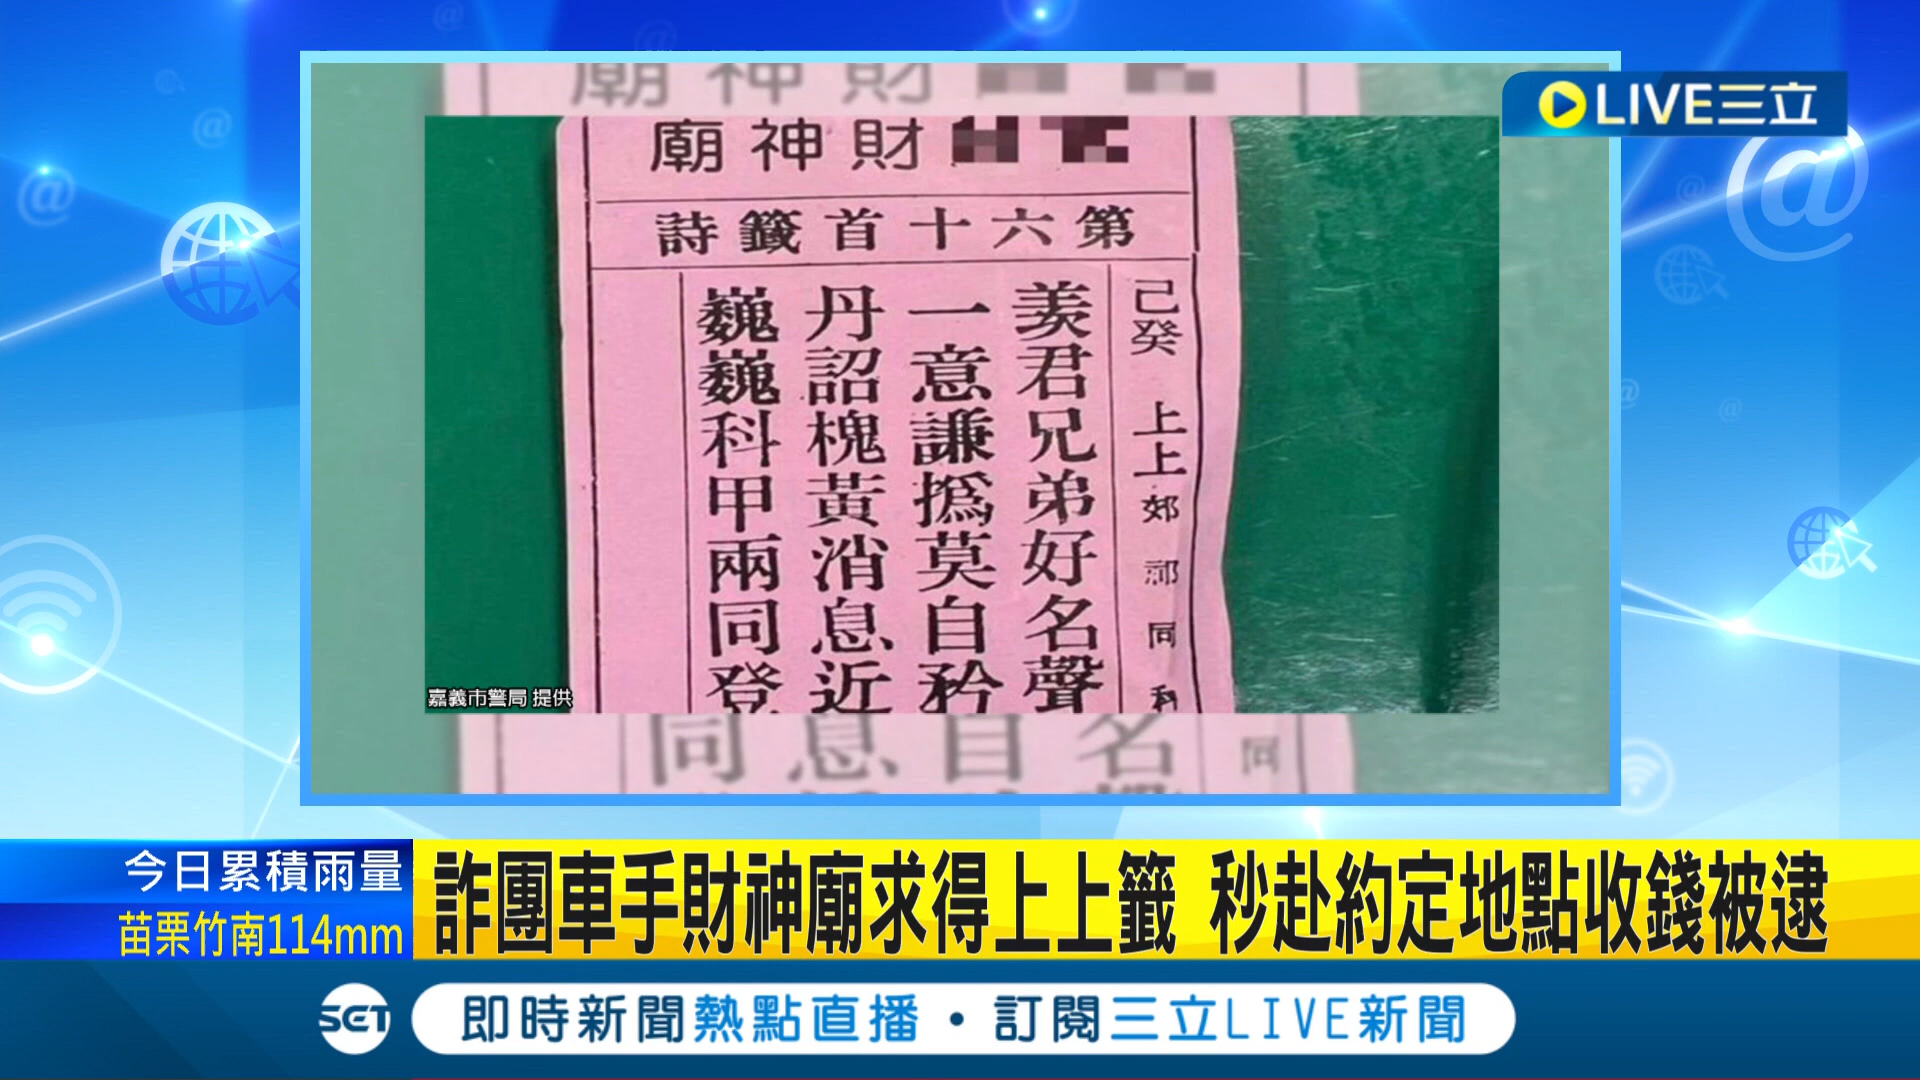 LIVE三立
廟神財
詩籤首十六第
己癸 上上 郊祁同科
羨君兄弟好名聲
一意謙撝莫自矜
丹詔槐黃消息近
巍巍科甲兩同登
嘉義市警局 提供
今日累積雨量
苗栗竹南114mm
詐團車手財神廟求得上上籤 秒赴約定地點收錢被逮
SET
即時新聞熱點直播・訂閱三立LIVE新聞